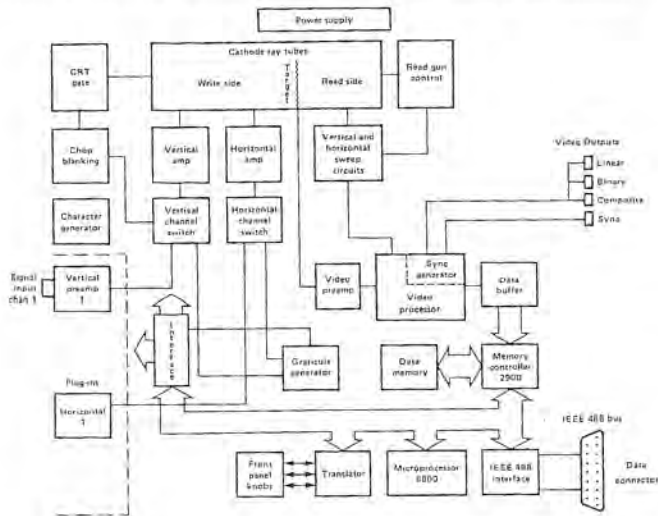 Power supply
Cathode ray tubes
CRT
gate
Write side
Target
Read side
Read gun
control
Chop
blanking
Vertical
amp
Horizontal
amp
Vertical and
horizontal
sweep
circuits
Video Outputs
Linear
Binary
Composite
Sync
Character
generator
Vertical
channel
switch
Horizontal
channel
switch
Signal
input
chan 1
Vertical
preamp
1
Video
preamp
Sync
generator
Video
processor
Data
buffer
Interface
Graticule
generator
Data
memory
Memory
controller
2900
Plug-ins
Horizontal
1
IEEE 488 bus
Front
panel
knobs
Translator
Microprocessor
6800
IEEE 488
interface
Data
connector